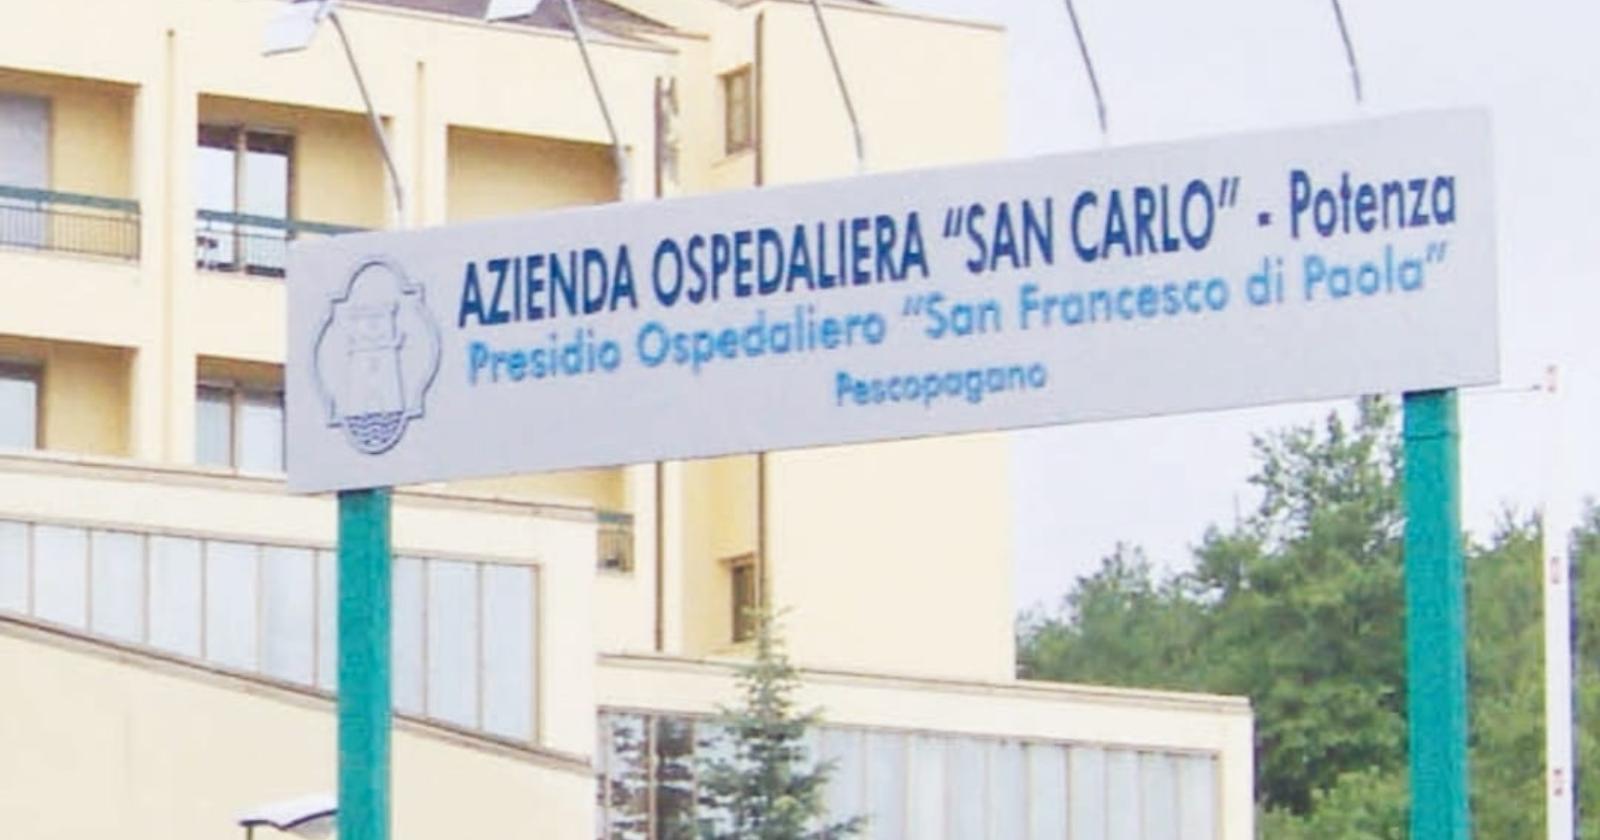 AZIENDA OSPEDALIERA “SAN CARLO” - Potenza
Presidio Ospedaliero “San Francesco di Paola”
Pescopagano